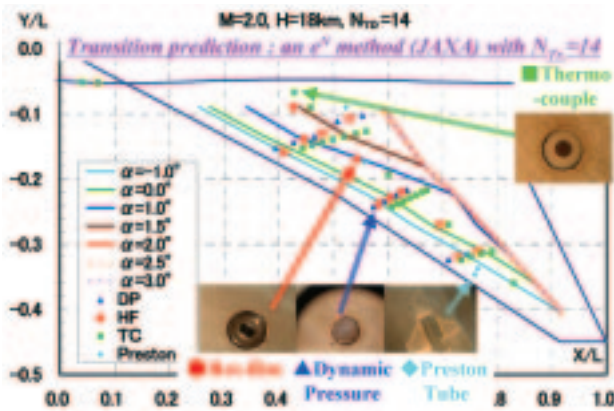 Y/L
M=2.0, H=18km, N_TD=14
Transition prediction : an e^N method (JAXA) with N_Tr=14
0.0
-0.1
-0.2
-0.3
-0.4
-0.5
Thermo
-couple
α=-1.0°
α=0.0°
α=1.0°
α=1.5°
α=2.0°
α=2.5°
α=3.0°
DP
HF
TC
Preston
Dynamic
Pressure
Preston
Tube
X/L
0.0 0.1 0.2 0.3 0.4 0.5 0.6 0.7 0.8 0.9 1.0